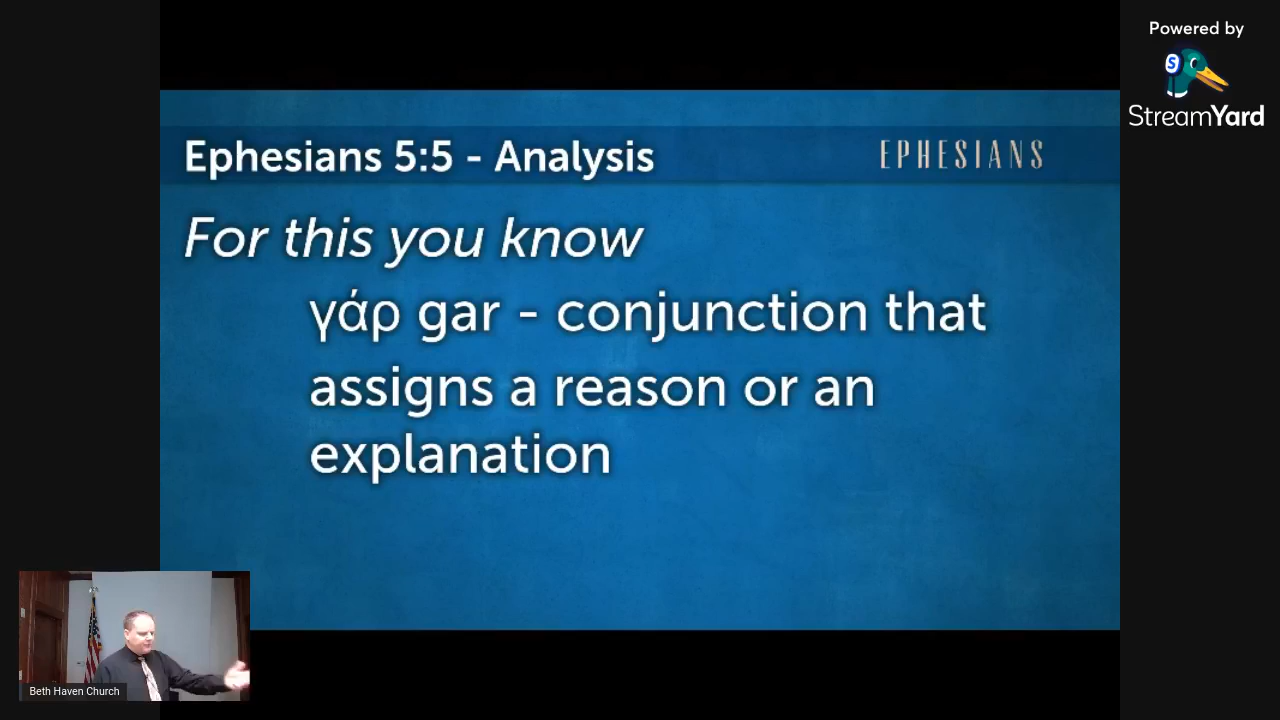 Powered by
StreamYard
Ephesians 5:5 - Analysis
EPHESIANS
For this you know
γάρ gar - conjunction that
assigns a reason or an
explanation
Beth Haven Church